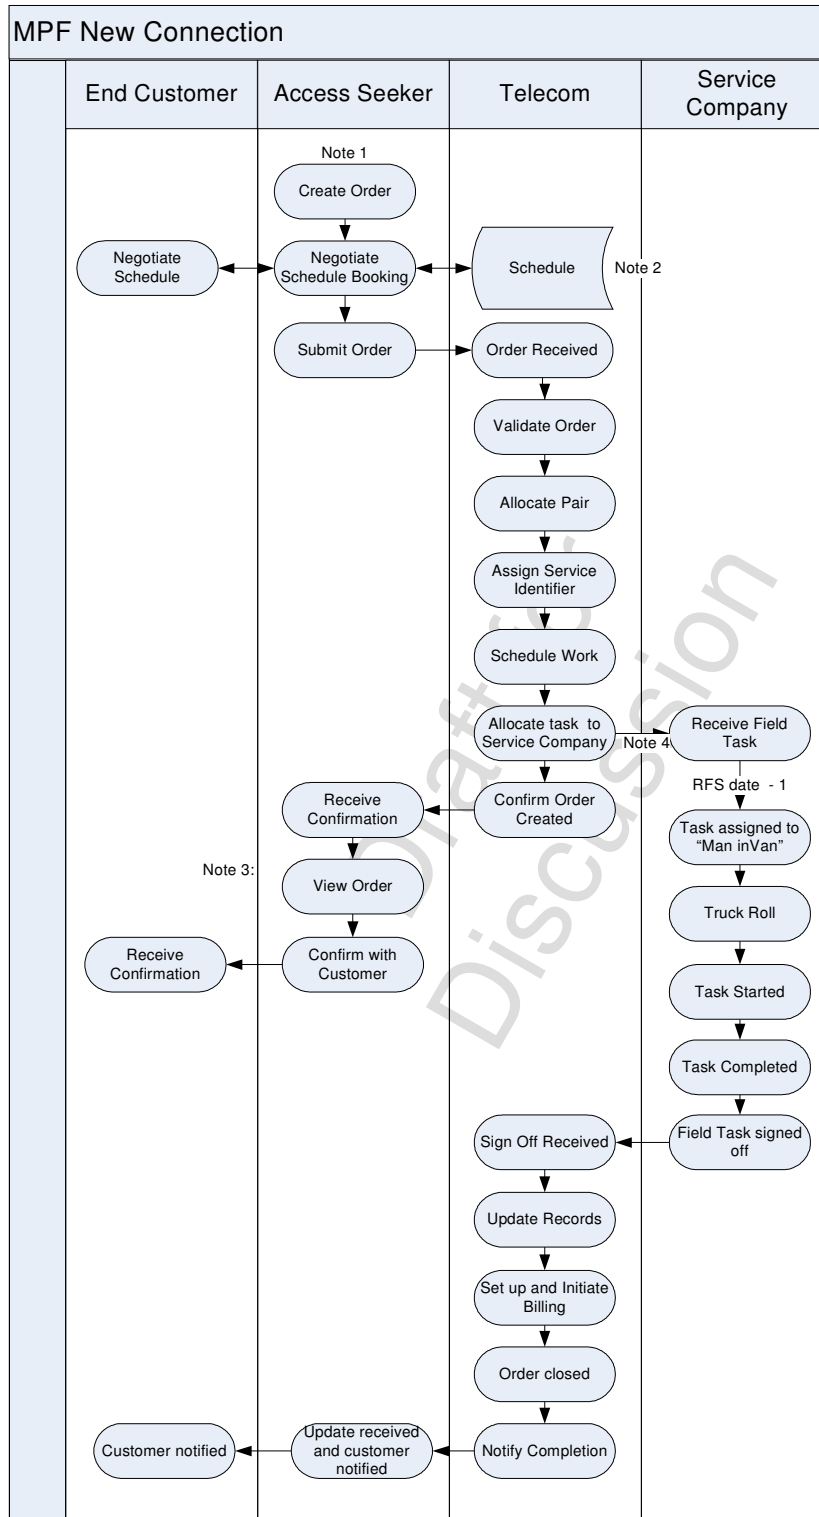 MPF New Connection
End Customer
Access Seeker
Telecom
Service
Company
Note 1
Create Order
Negotiate
Schedule
Negotiate
Schedule Booking
Schedule
Note 2
Submit Order
Order Received
Validate Order
Allocate Pair
Assign Service
Identifier
Schedule Work
Allocate task to
Service Company
Note 4
Receive Field
Task
RFS date - 1
Receive
Confirmation
Confirm Order
Created
Task assigned to
“Man inVan”
Note 3:
View Order
Truck Roll
Receive
Confirmation
Confirm with
Customer
Task Started
Task Completed
Sign Off Received
Field Task signed
off
Update Records
Set up and Initiate
Billing
Order closed
Customer notified
Update received
and customer
notified
Notify Completion
Draft for
Discussion